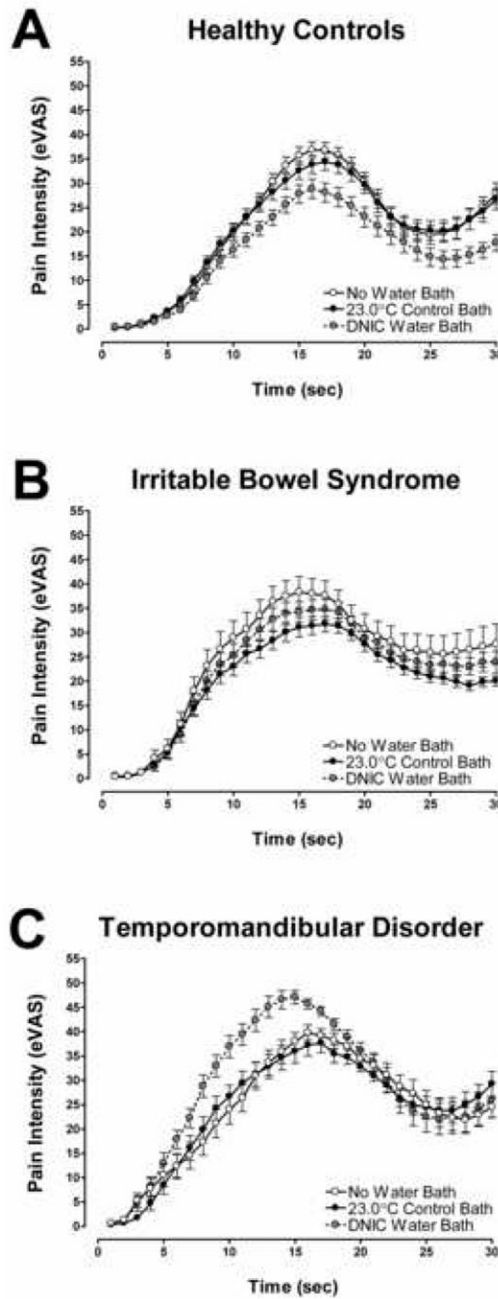 A
Healthy Controls
Pain Intensity (eVAS)
55
50
45
40
35
30
25
20
15
10
5
0
No Water Bath
23.0°C Control Bath
DNIC Water Bath
0 5 10 15 20 25 30
Time (sec)
B
Irritable Bowel Syndrome
Pain Intensity (eVAS)
55
50
45
40
35
30
25
20
15
10
5
0
No Water Bath
23.0°C Control Bath
DNIC Water Bath
0 5 10 15 20 25 30
Time (sec)
C
Temporomandibular Disorder
Pain Intensity (eVAS)
55
50
45
40
35
30
25
20
15
10
5
0
No Water Bath
23.0°C Control Bath
DNIC Water Bath
0 5 10 15 20 25 30
Time (sec)